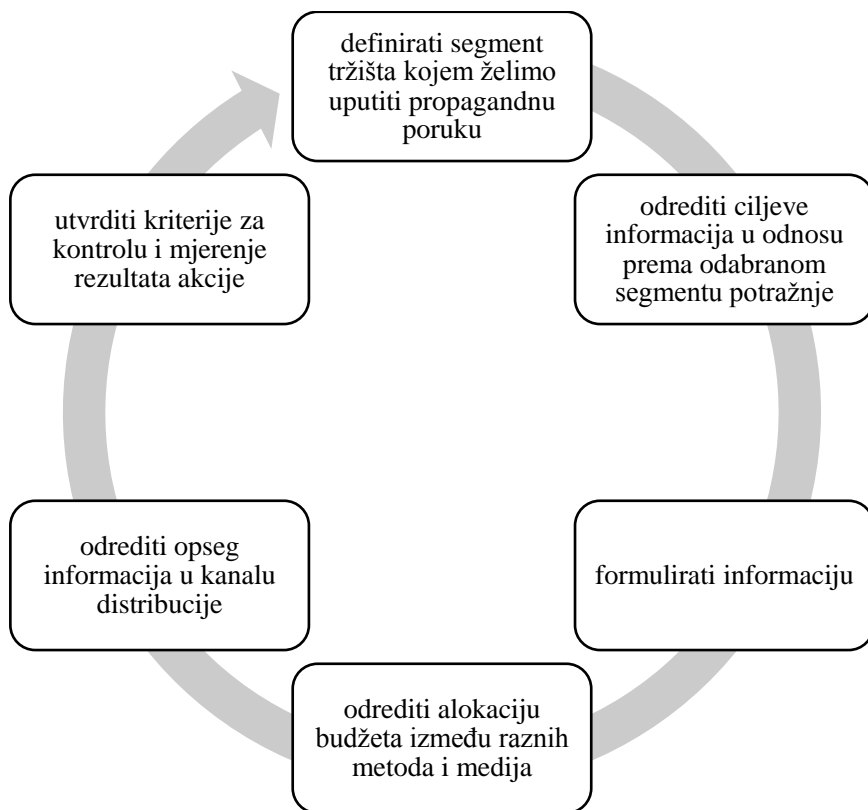 definirati segment
tržišta kojem želimo
uputiti propagandnu
poruku
odrediti ciljeve
informacija u odnosu
prema odabranom
segmentu potražnje
formulirati informaciju
odrediti alokaciju
budžeta između raznih
metoda i medija
odrediti opseg
informacija u kanalu
distribucije
utvrditi kriterije za
kontrolu i mjerenje
rezultata akcije